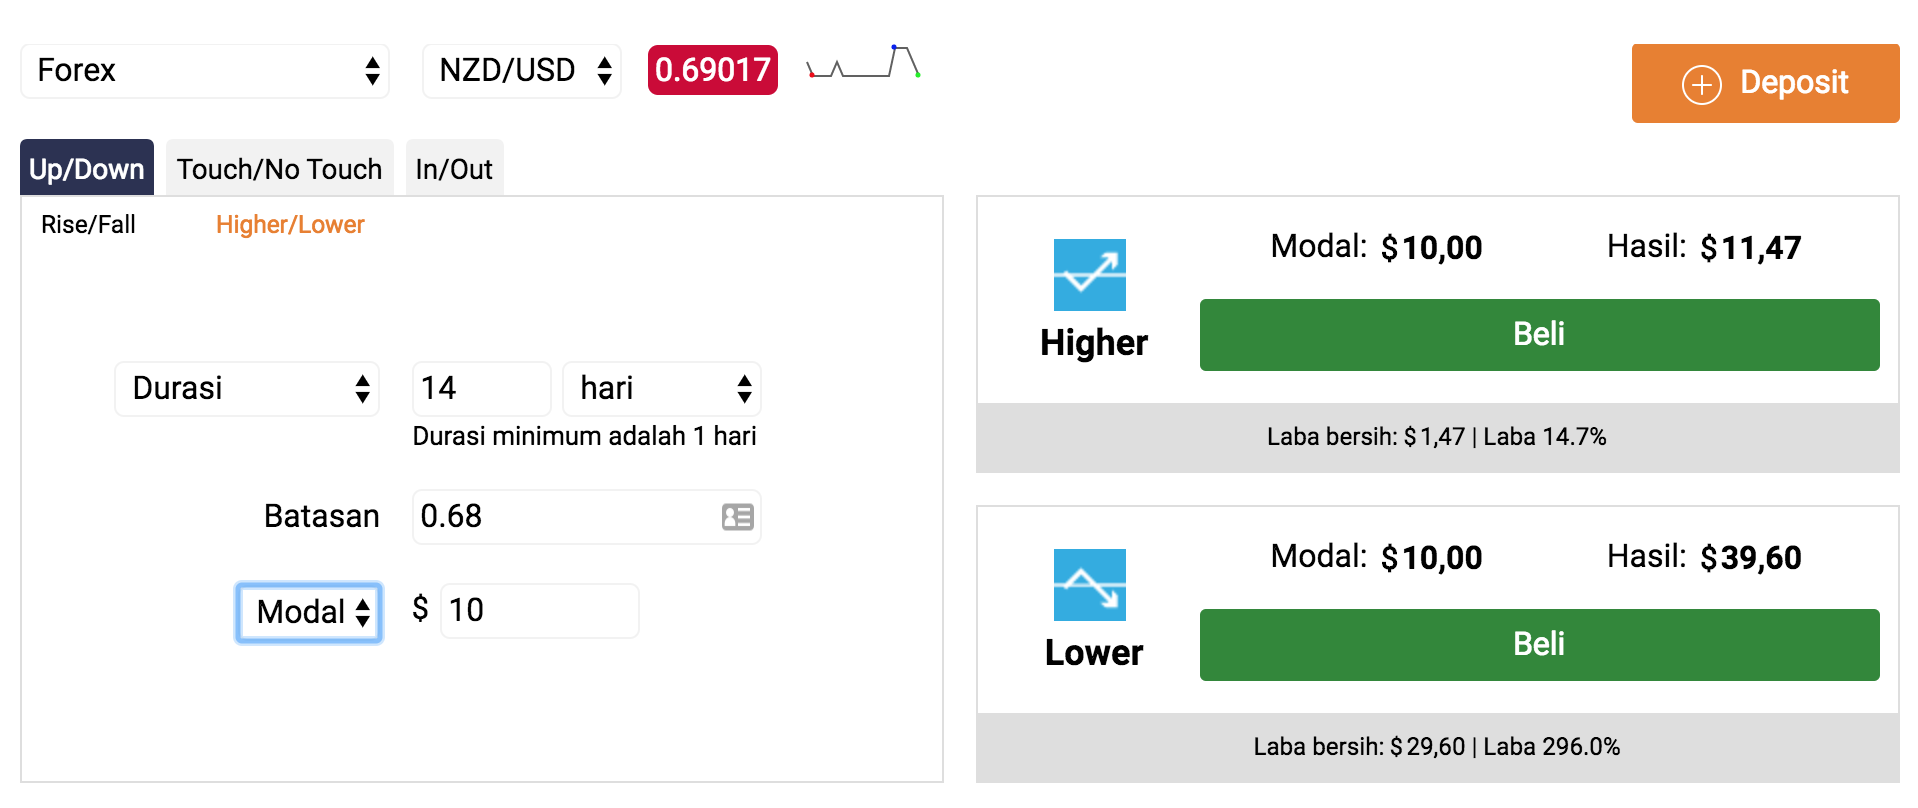 Forex NZD/USD 0.69017
Deposit
Up/Down Touch/No Touch In/Out
Rise/Fall Higher/Lower
Durasi 14 hari
Durasi minimum adalah 1 hari
Batasan 0.68
Modal $ 10
Modal: $10,00 Hasil: $11,47
Higher
Beli
Laba bersih: $1,47 | Laba 14.7%
Modal: $10,00 Hasil: $39,60
Lower
Beli
Laba bersih: $29,60 | Laba 296.0%